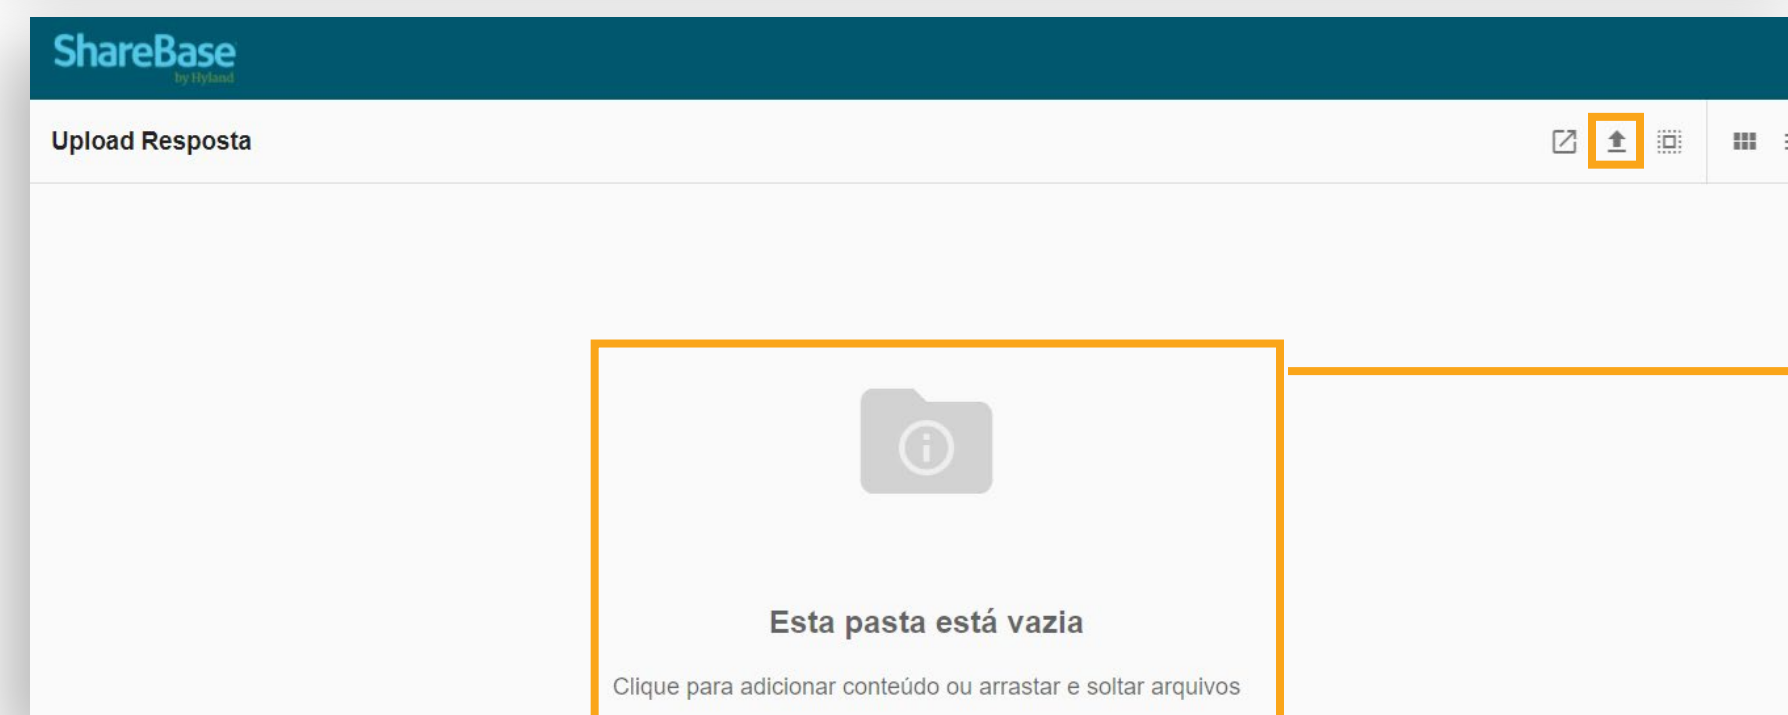 ShareBase
by Hyland
Upload Resposta
Esta pasta está vazia
Clique para adicionar conteúdo ou arrastar e soltar arquivos